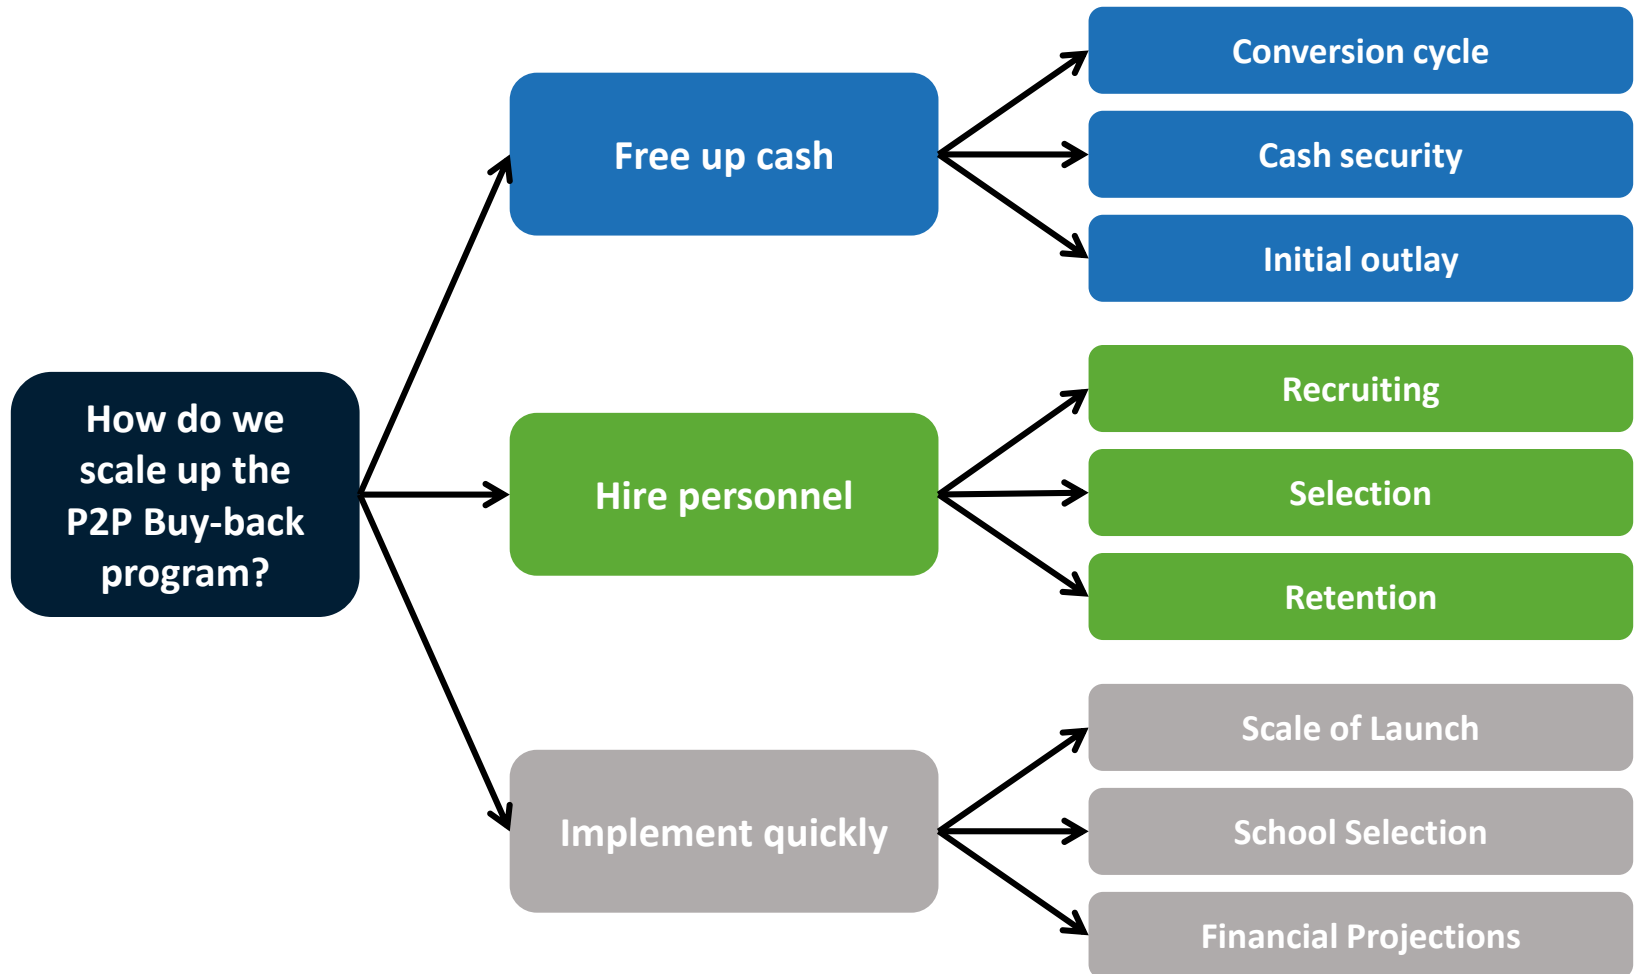 How do we
scale up the
P2P Buy-back
program?
Free up cash
Conversion cycle
Cash security
Initial outlay
Hire personnel
Recruiting
Selection
Retention
Implement quickly
Scale of Launch
School Selection
Financial Projections